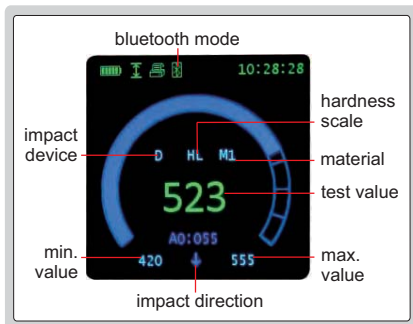 bluetooth mode
10:28:28
hardness
scale
impact
device
D HL M1
material
523
test value
A0:055
min.
value
420
555
max.
value
impact direction